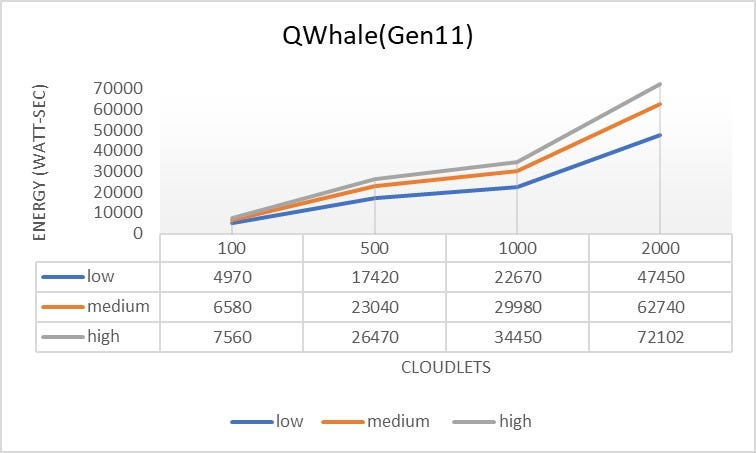 QWhale(Gen11)
ENERGY (WATT-SEC)
70000
60000
50000
40000
30000
20000
10000
0
100 500 1000 2000
low 4970 17420 22670 47450
medium 6580 23040 29980 62740
high 7560 26470 34450 72102
CLOUDLETS
low medium high